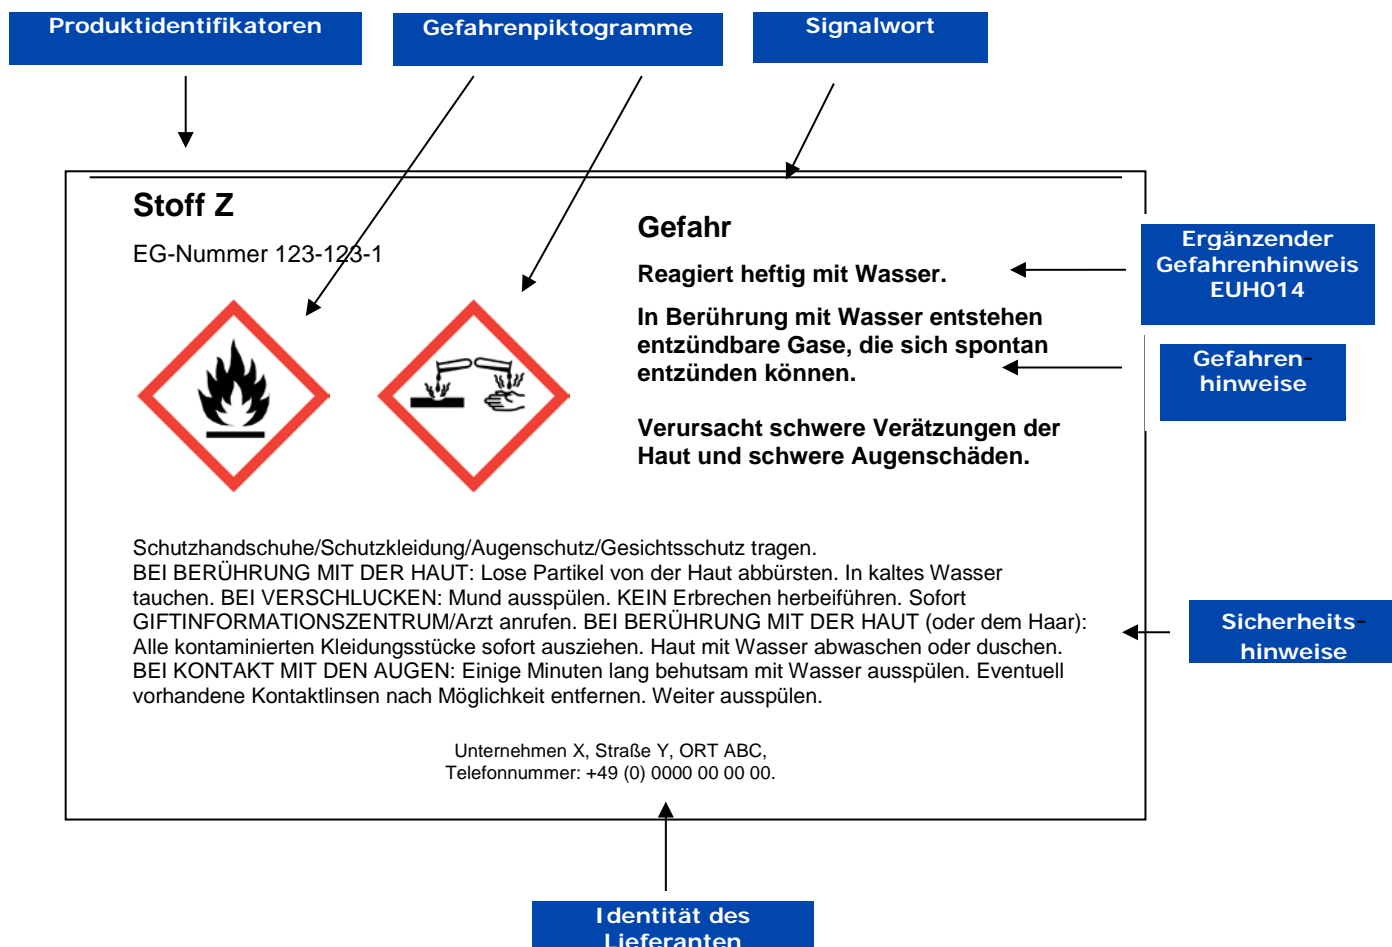 Produktidentifikatoren
Gefahrenpiktogramme
Signalwort
Stoff Z
EG-Nummer 123-123-1
Gefahr
Reagiert heftig mit Wasser.
In Berührung mit Wasser entstehen
entzündbare Gase, die sich spontan
entzünden können.
Verursacht schwere Verätzungen der
Haut und schwere Augenschäden.
Ergänzender
Gefahrenhinweis
EUH014
Gefahren-
hinweise
Schutzhandschuhe/Schutzkleidung/Augenschutz/Gesichtsschutz tragen.
BEI BERÜHRUNG MIT DER HAUT: Lose Partikel von der Haut abbürsten. In kaltes Wasser
tauchen. BEI VERSCHLUCKEN: Mund ausspülen. KEIN Erbrechen herbeiführen. Sofort
GIFTINFORMATIONSZENTRUM/Arzt anrufen. BEI BERÜHRUNG MIT DER HAUT (oder dem Haar):
Alle kontaminierten Kleidungsstücke sofort ausziehen. Haut mit Wasser abwaschen oder duschen.
BEI KONTAKT MIT DEN AUGEN: Einige Minuten lang behutsam mit Wasser ausspülen. Eventuell
vorhandene Kontaktlinsen nach Möglichkeit entfernen. Weiter ausspülen.
Sicherheits-
hinweise
Unternehmen X, Straße Y, ORT ABC,
Telefonnummer: +49 (0) 0000 00 00 00.
Identität des
Lieferanten